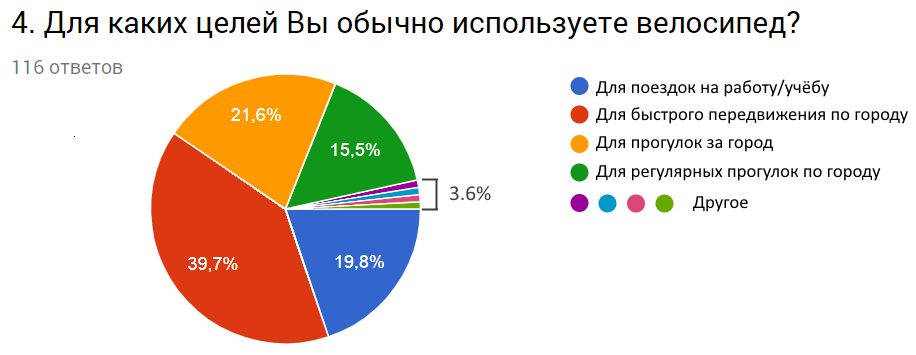 4. Для каких целей Вы обычно используете велосипед?
116 ответов
21,6%
15,5%
3.6%
39,7%
19,8%
Для поездок на работу/учёбу
Для быстрого передвижения по городу
Для прогулок за город
Для регулярных прогулок по городу
Другое